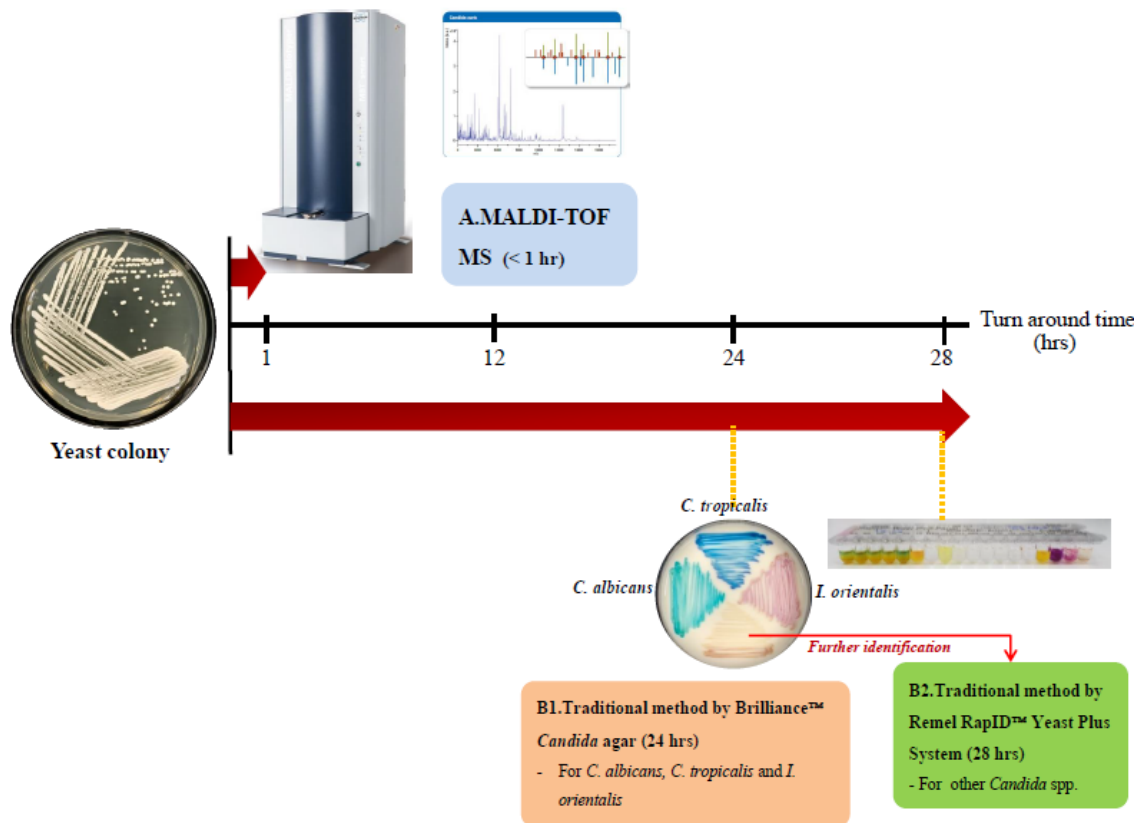 Candida auris
A.MALDI-TOF
MS (< 1 hr)
Turn around time
(hrs)
1
12
24
28
Yeast colony
C. tropicalis
C. albicans
I. orientalis
Further identification
B1.Traditional method by Brilliance™
Candida agar (24 hrs)
- For C. albicans, C. tropicalis and I.
orientalis
B2.Traditional method by
Remel RapID™ Yeast Plus
System (28 hrs)
- For other Candida spp.